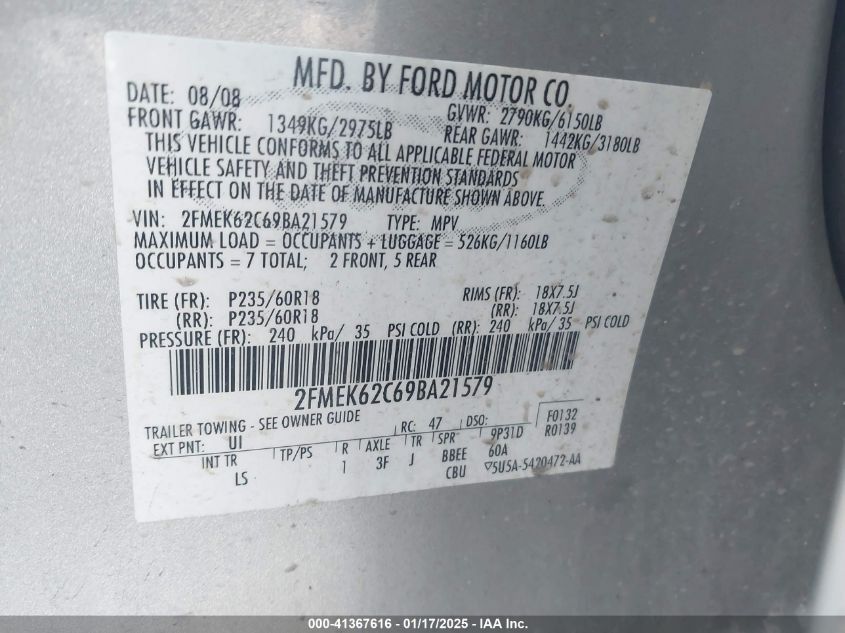 MFD. BY FORD MOTOR CO.
DATE: 08/08 GVWR: 2790KG/6150LB
FRONT GAWR: 1349KG/2975LB REAR GAWR: 1442KG/3180LB
THIS VEHICLE CONFORMS TO ALL APPLICABLE FEDERAL MOTOR
VEHICLE SAFETY AND THEFT PREVENTION STANDARDS
IN EFFECT ON THE DATE OF MANUFACTURE SHOWN ABOVE.
VIN: 2FMEK62C69BA21579 TYPE: MPV
MAXIMUM LOAD = OCCUPANTS + LUGGAGE = 526KG/1160LB
OCCUPANTS = 7 TOTAL; 2 FRONT, 5 REAR
TIRE (FR): P235/60R18 RIMS (FR): 18X7.5J
(RR): P235/60R18 (RR): 18X7.5J
PRESSURE (FR): 240 kPa/ 35 PSI COLD (RR): 240 kPa/ 35 PSI COLD
2FMEK62C69BA21579
TRAILER TOWING - SEE OWNER GUIDE F0132
EXT PNT: UI RC: 47 DSO: R0139
INT TR TP/PS R AXLE TR SPR 9P31D
LS 1 3F J BBEE 60A
CBU ▽5U5A-5420472-AA
000-41367616 - 01/17/2025 - IAA Inc.